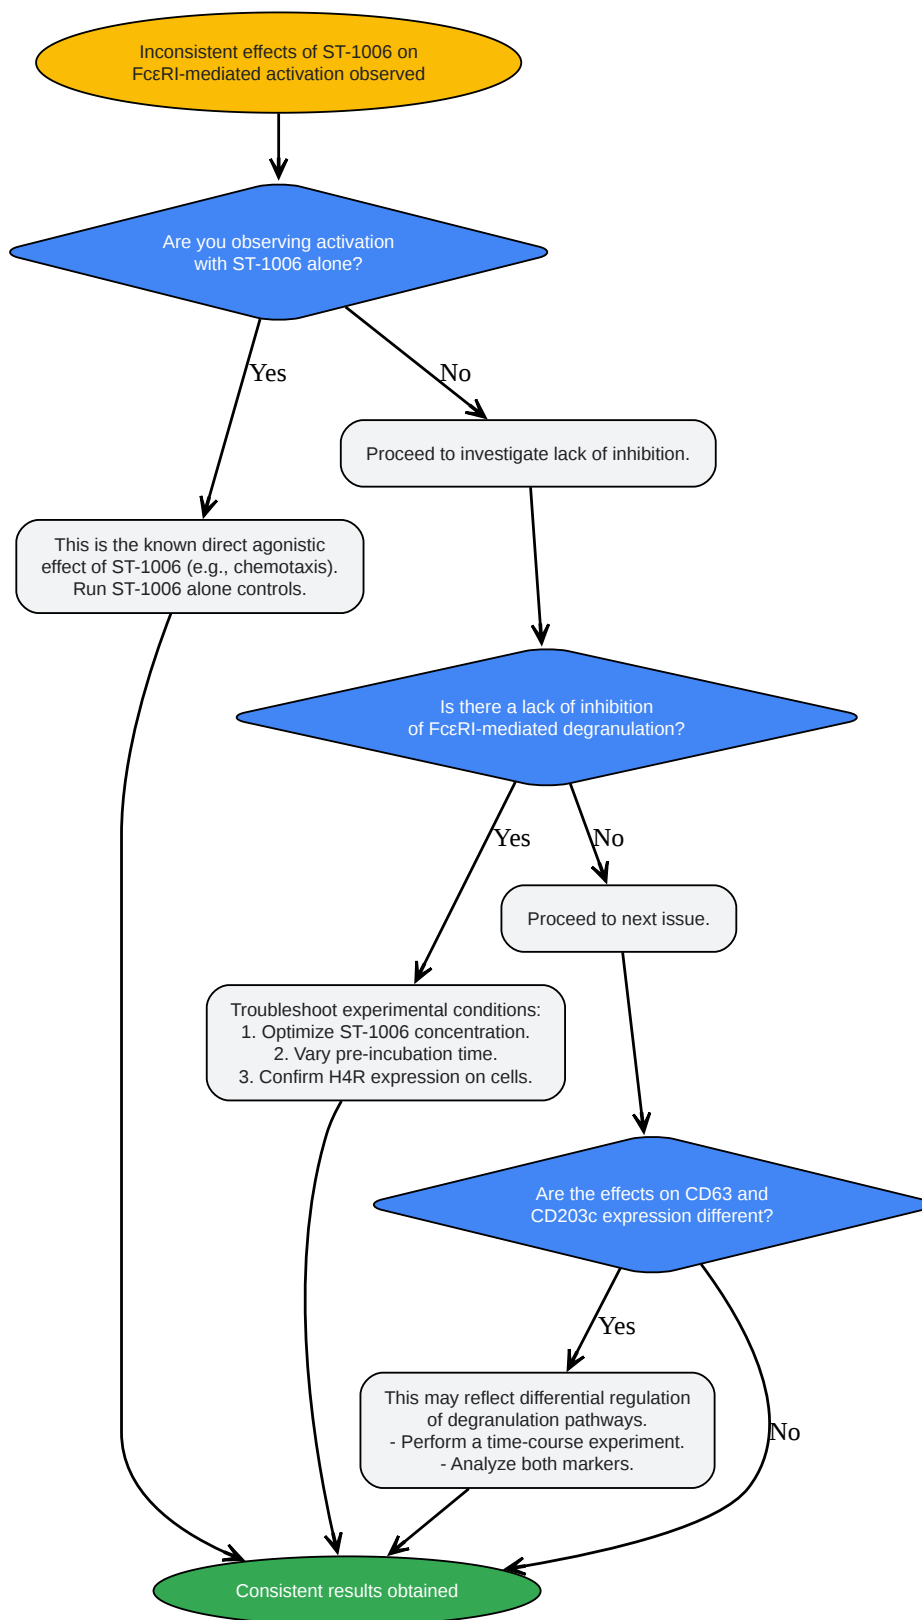 Inconsistent effects of ST-1006 on
FcεRI-mediated activation observed
Are you observing activation
with ST-1006 alone?
Yes
No
Proceed to investigate lack of inhibition.
This is the known direct agonistic
effect of ST-1006 (e.g., chemotaxis).
Run ST-1006 alone controls.
Is there a lack of inhibition
of FcεRI-mediated degranulation?
Yes
No
Proceed to next issue.
Troubleshoot experimental conditions:
1. Optimize ST-1006 concentration.
2. Vary pre-incubation time.
3. Confirm H4R expression on cells.
Are the effects on CD63 and
CD203c expression different?
Yes
No
This may reflect differential regulation
of degranulation pathways.
- Perform a time-course experiment.
- Analyze both markers.
Consistent results obtained